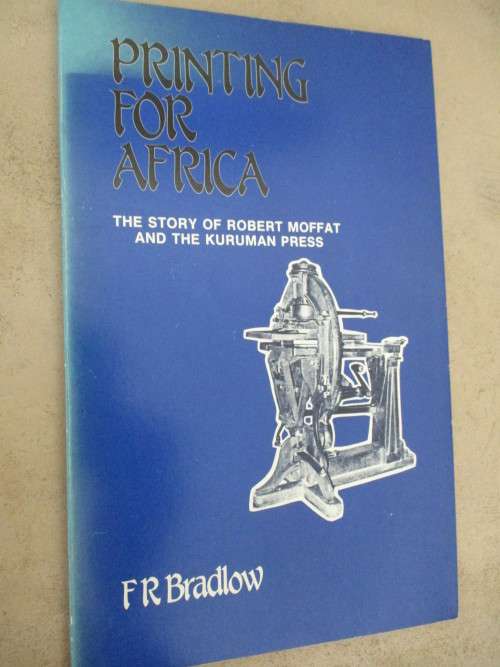 PRINTING
FOR
AFRICA
THE STORY OF ROBERT MOFFAT
AND THE KURUMAN PRESS
F R Bradlow